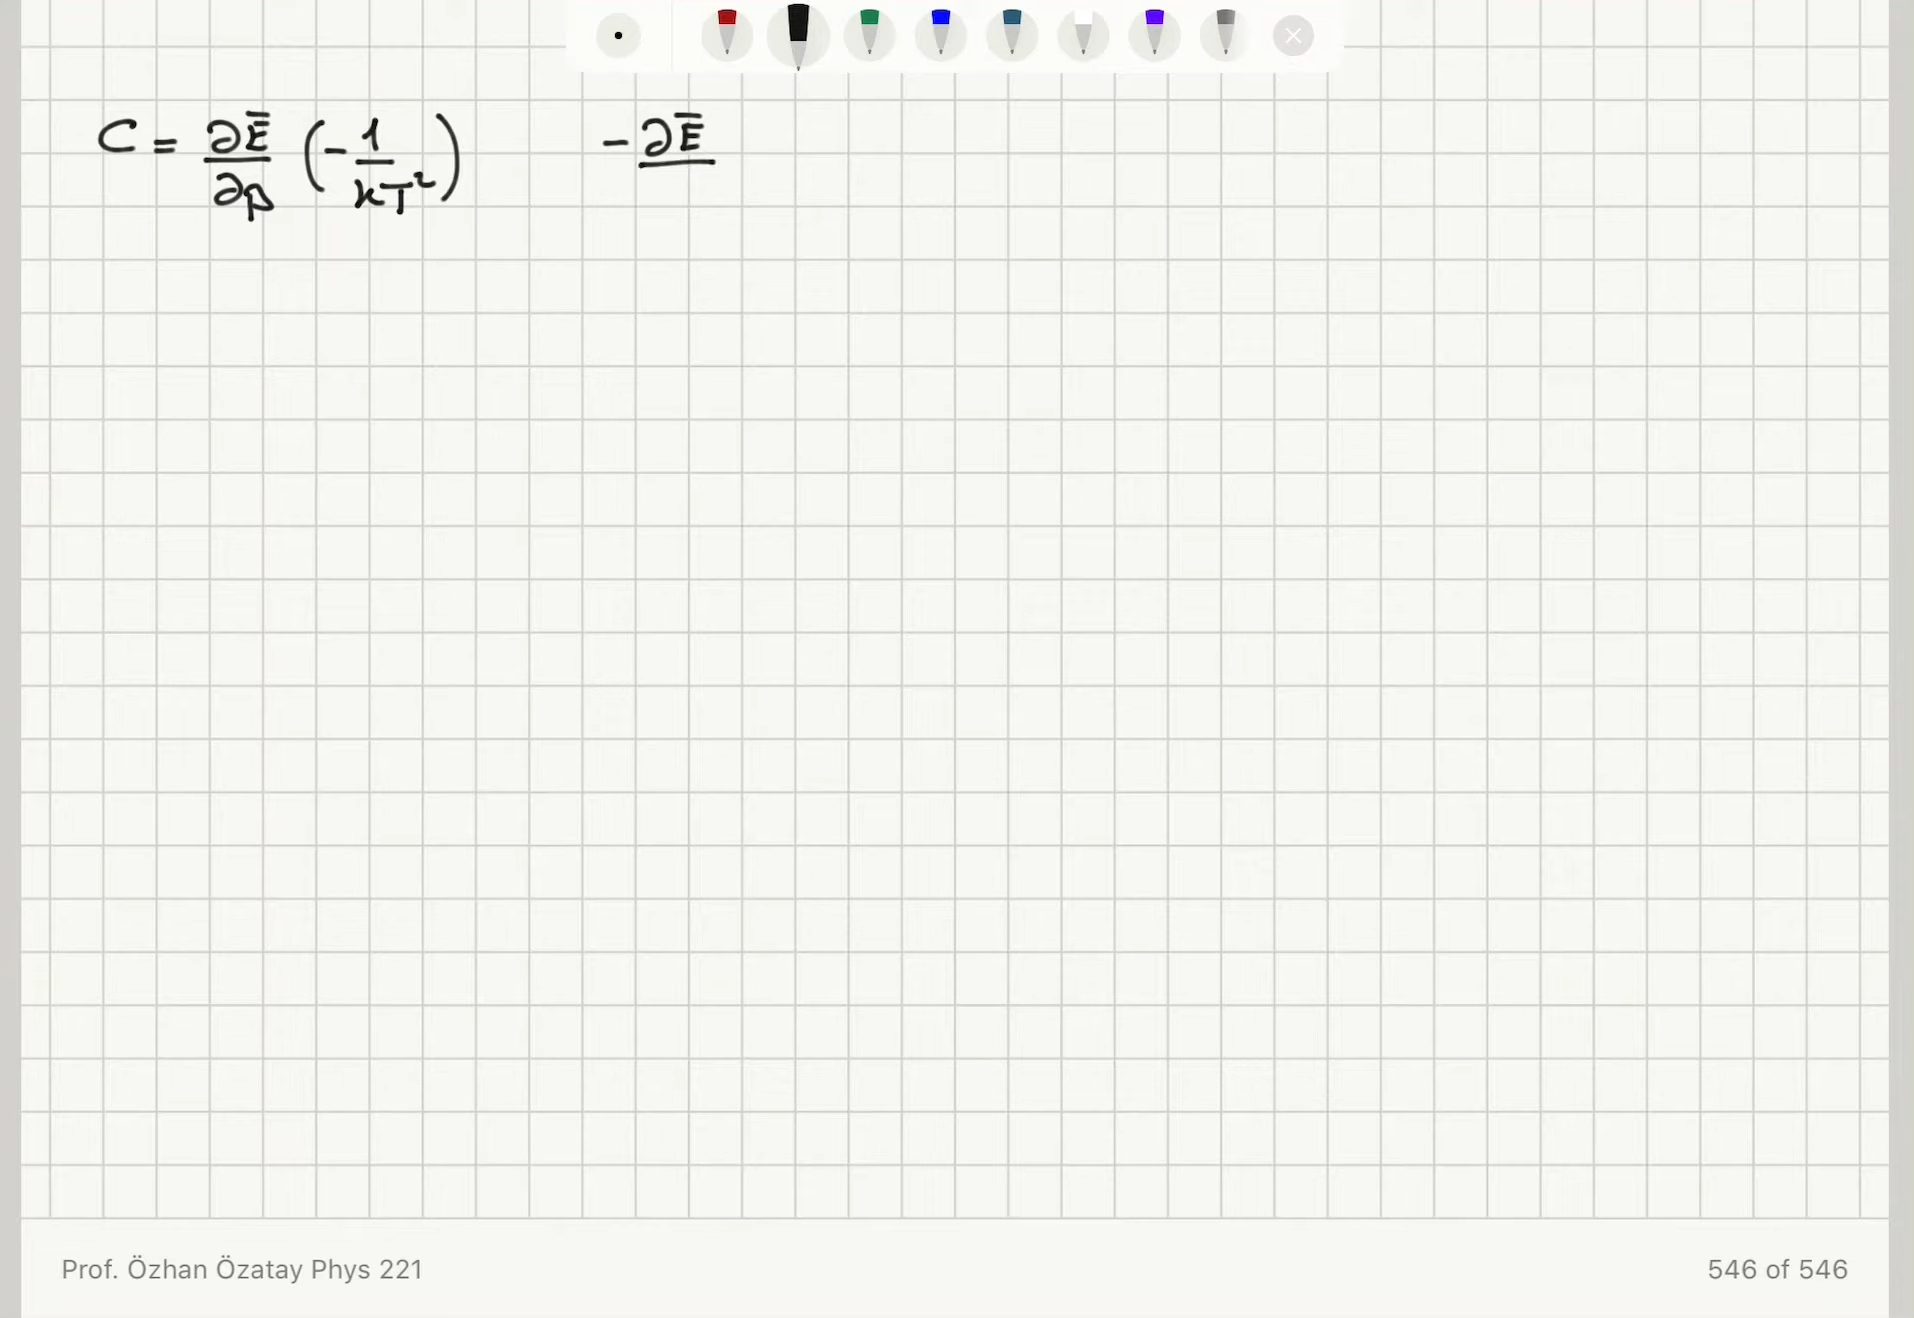 C = ∂Ē/∂β (-1/kT²) -∂Ē/
Prof. Özhan Özatay Phys 221
546 of 546